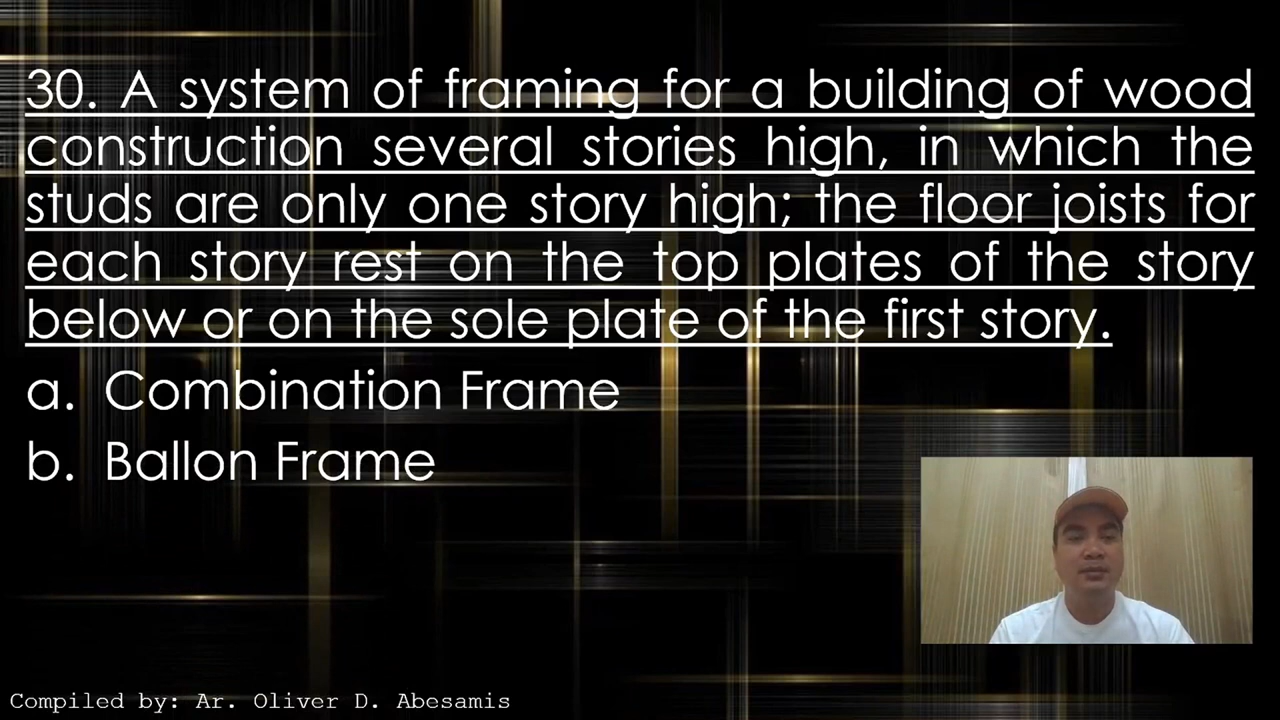 30. A system of framing for a building of wood
construction several stories high, in which the
studs are only one story high; the floor joists for
each story rest on the top plates of the story
below or on the sole plate of the first story.
a. Combination Frame
b. Ballon Frame
Compiled by: Ar. Oliver D. Abesamis